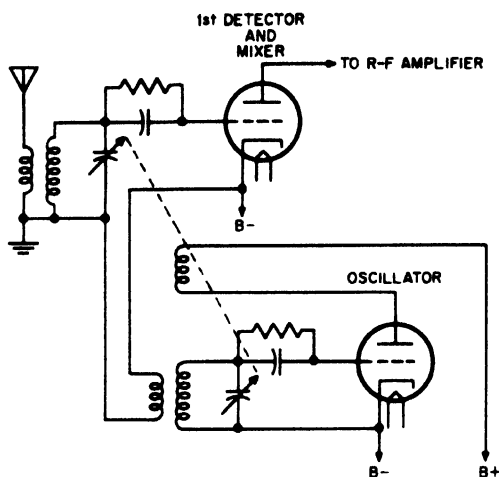 1st DETECTOR
AND
MIXER
TO R-F AMPLIFIER
B-
OSCILLATOR
B-
B+